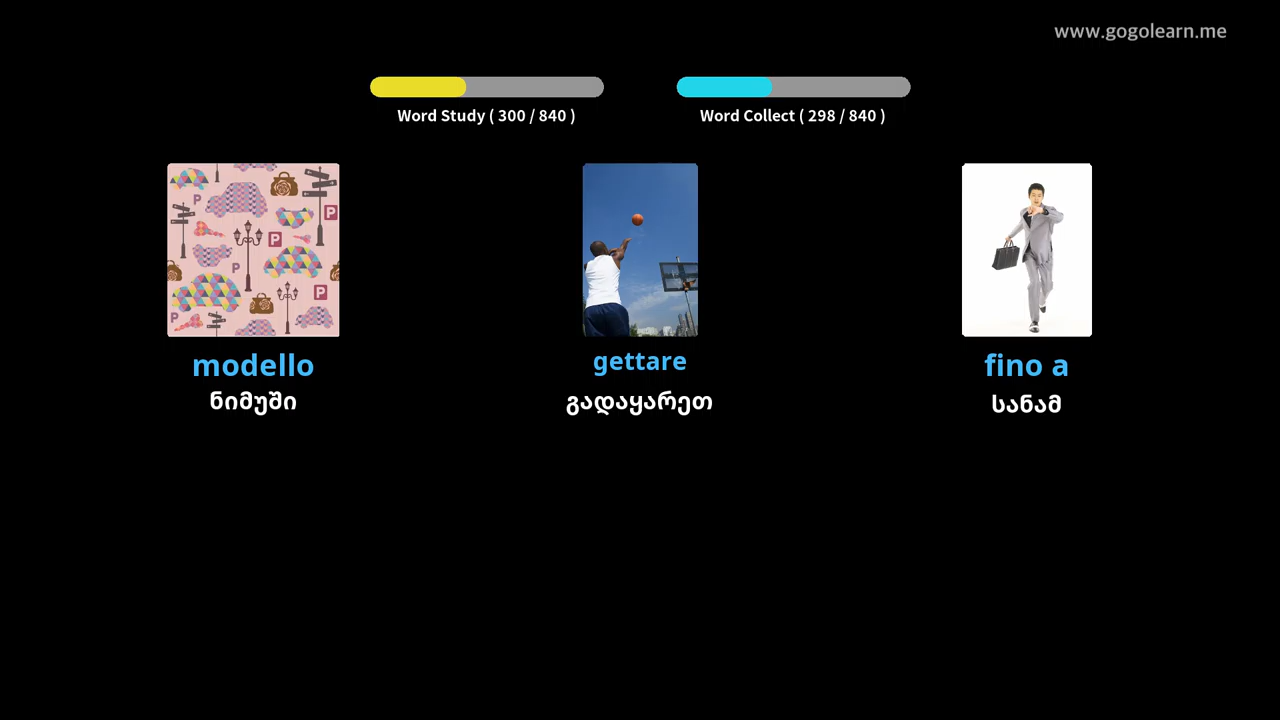 www.gogolearn.me
Word Study ( 300 / 840 )
Word Collect ( 298 / 840 )
P
P
P
P
P
P
modello
gettare
fino a
ნიმუში
გადაყარეთ
სანამ